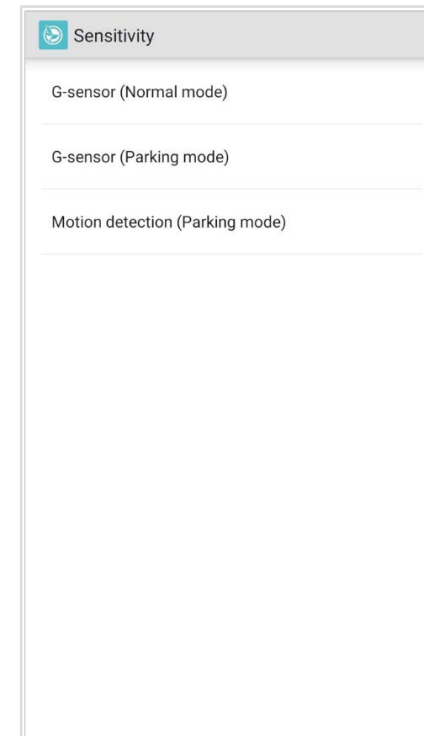 Sensitivity
G-sensor (Normal mode)
G-sensor (Parking mode)
Motion detection (Parking mode)